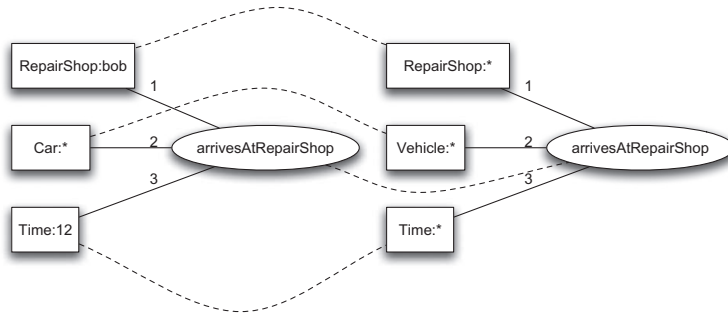 RepairShop:bob
1
Car:*
2
arrivesAtRepairShop
3
Time:12
RepairShop:*
1
Vehicle:*
2
arrivesAtRepairShop
3
Time:*